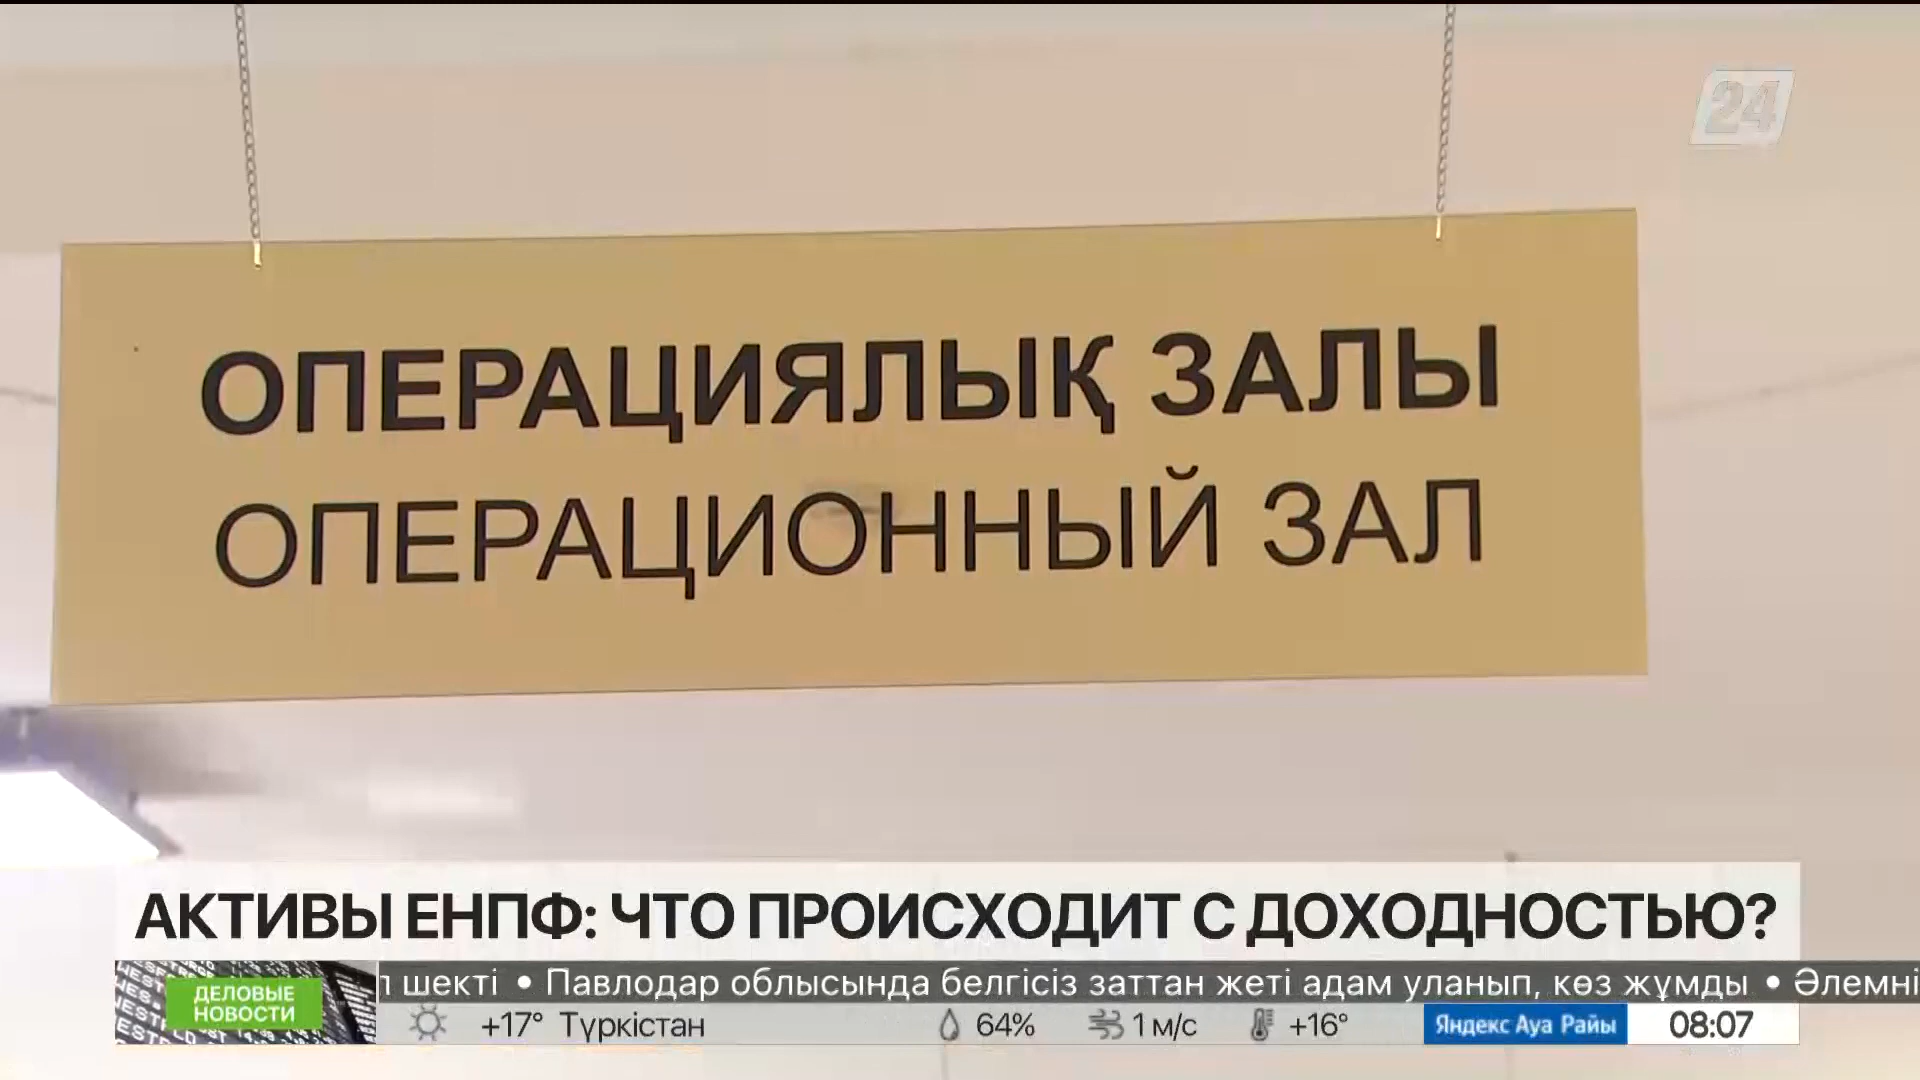 24
ОПЕРАЦИЯЛЫҚ ЗАЛЫ
ОПЕРАЦИОННЫЙ ЗАЛ
АКТИВЫ ЕНПФ: ЧТО ПРОИСХОДИТ С ДОХОДНОСТЬЮ?
ДЕЛОВЫЕ
НОВОСТИ
шекті • Павлодар облысында белгісіз заттан жеті адам уланып, көз жұмды • Әлемні
+17° Түркістан 64% 1 м/с +16° Яндекс Ауа Райы 08:07